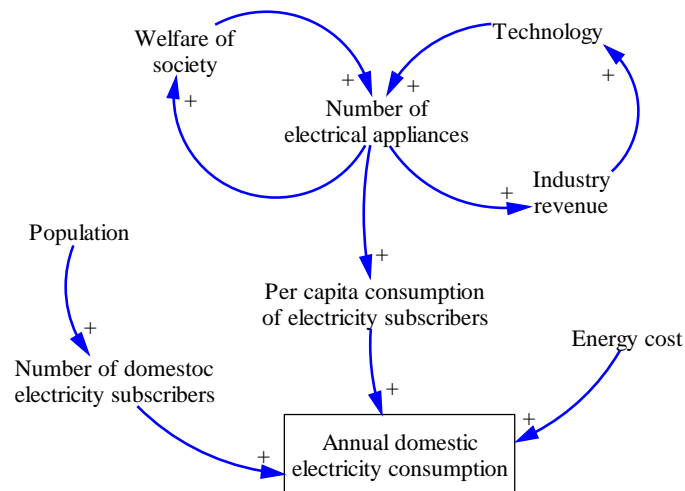 Welfare of
society
+
+
Technology
+
+
Number of
electrical appliances
+
Industry
revenue
Population
+
+
Per capita consumption
of electricity subscribers
Energy cost
Number of domestoc
electricity subscribers
+
+
+
Annual domestic
electricity consumption